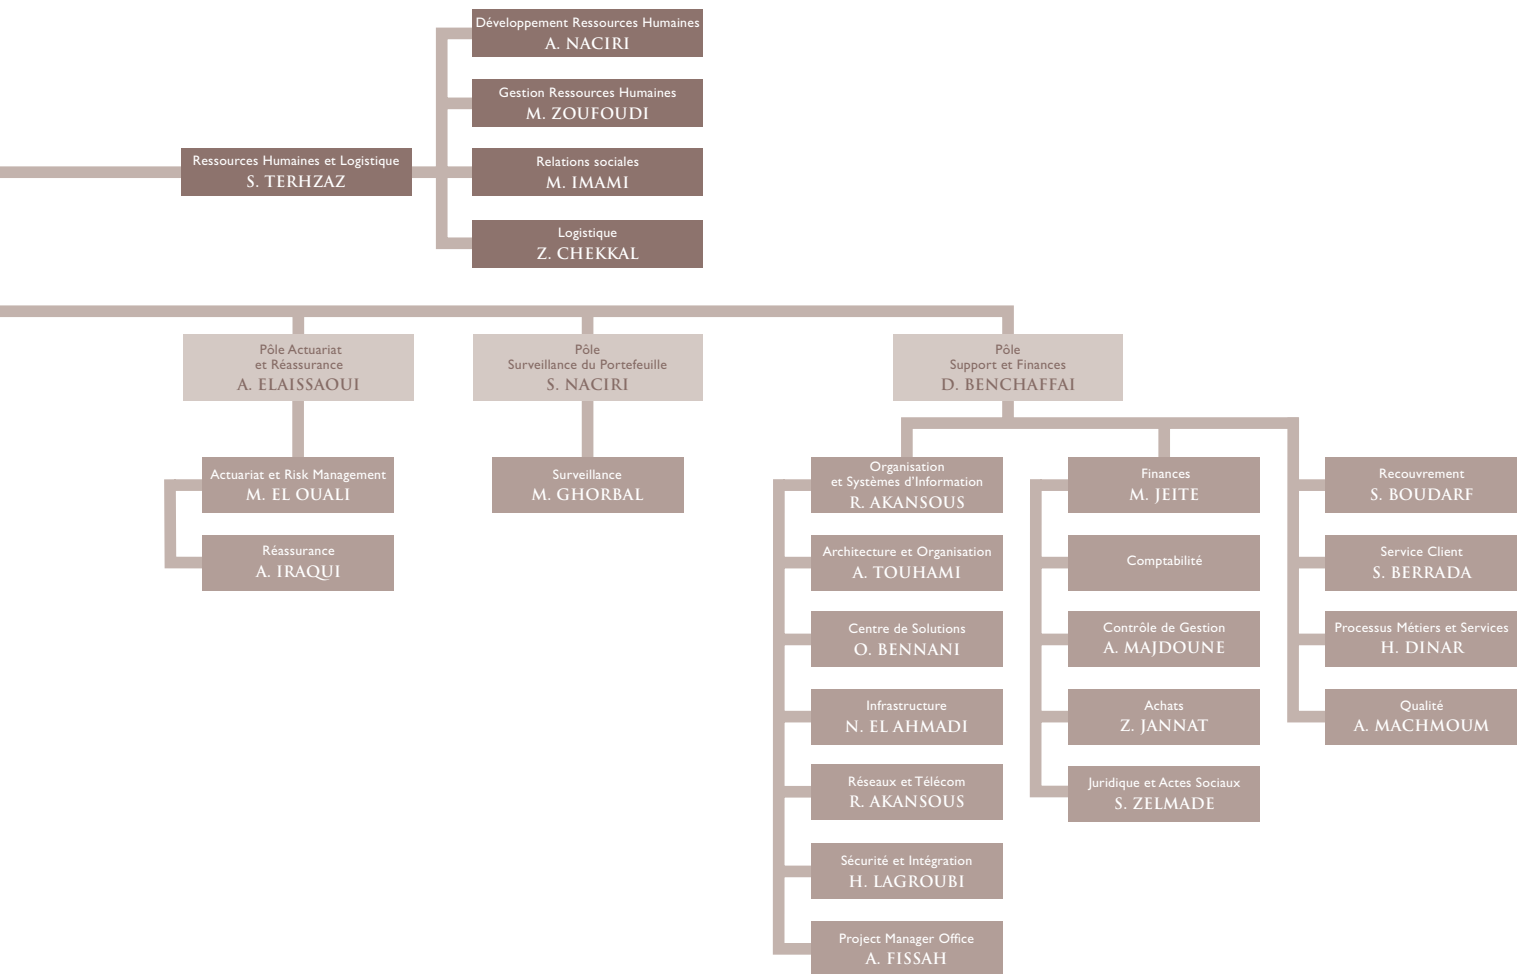 Développement Ressources Humaines
A. NACIRI
Gestion Ressources Humaines
M. ZOUFOUDI
Ressources Humaines et Logistique
S. TERHZAZ
Relations sociales
M. IMAMI
Logistique
Z. CHEKKAL
Pôle Actuariat
et Réassurance
A. ELAISSAOUI
Pôle
Surveillance du Portefeuille
S. NACIRI
Pôle
Support et Finances
D. BENCHAFFAI
Actuariat et Risk Management
M. EL OUALI
Réassurance
A. IRAQUI
Surveillance
M. GHORBAL
Organisation
et Systèmes d'Information
R. AKANSOUS
Architecture et Organisation
A. TOUHAMI
Centre de Solutions
O. BENNANI
Infrastructure
N. EL AHMADI
Réseaux et Télécom
R. AKANSOUS
Sécurité et Intégration
H. LAGROUBI
Project Manager Office
A. FISSAH
Finances
M. JEITE
Comptabilité
Contrôle de Gestion
A. MAJDOUNE
Achats
Z. JANNAT
Juridique et Actes Sociaux
S. ZELMADE
Recouvrement
S. BOUDARF
Service Client
S. BERRADA
Processus Métiers et Services
H. DINAR
Qualité
A. MACHMOUM